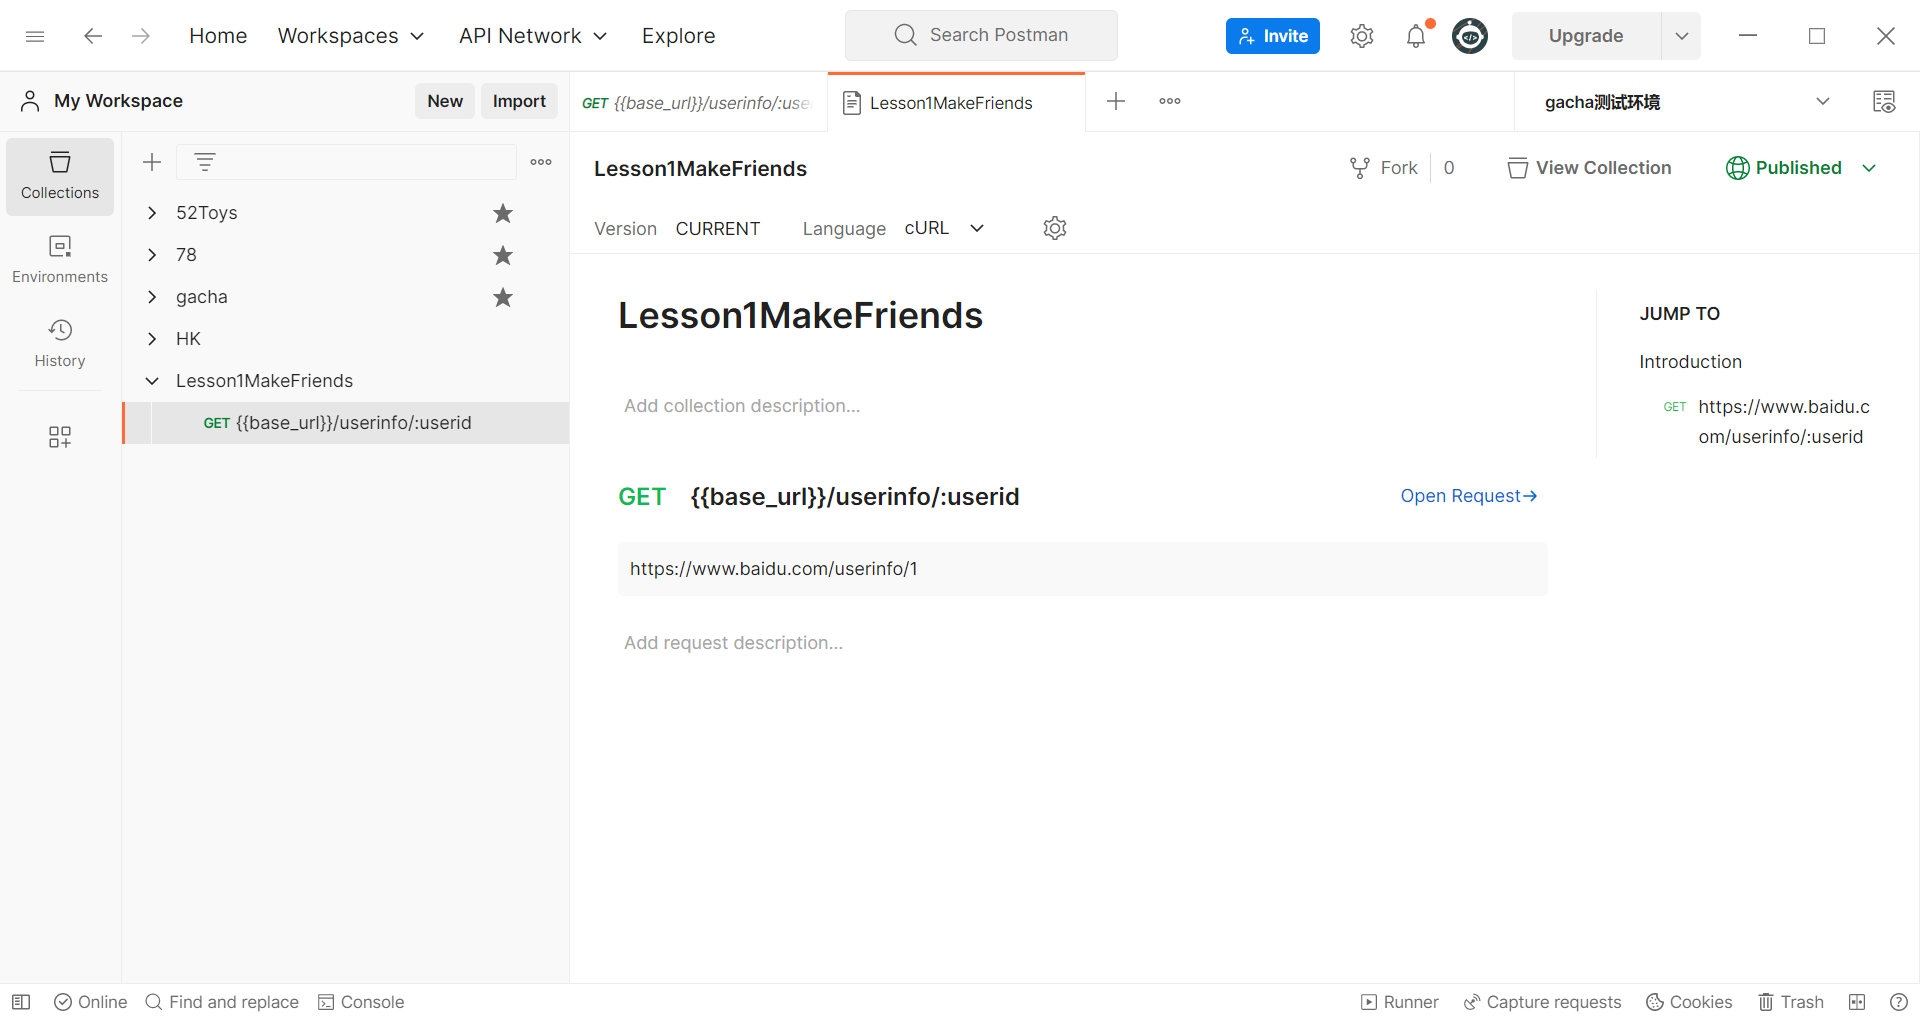 Home Workspaces API Network Explore Search Postman Invite Upgrade
My Workspace New Import
GET {{base_url}}/userinfo/:use
Lesson1MakeFriends
gacha测试环境
Collections
Environments
History
52Toys
78
gacha
HK
Lesson1MakeFriends
GET {{base_url}}/userinfo/:userid
Lesson1MakeFriends Fork 0 View Collection Published
Version CURRENT Language cURL
Lesson1MakeFriends
Add collection description...
GET {{base_url}}/userinfo/:userid Open Request→
https://www.baidu.com/userinfo/1
Add request description...
JUMP TO
Introduction
GET https://www.baidu.c
om/userinfo/:userid
Online Find and replace Console Runner Capture requests Cookies Trash